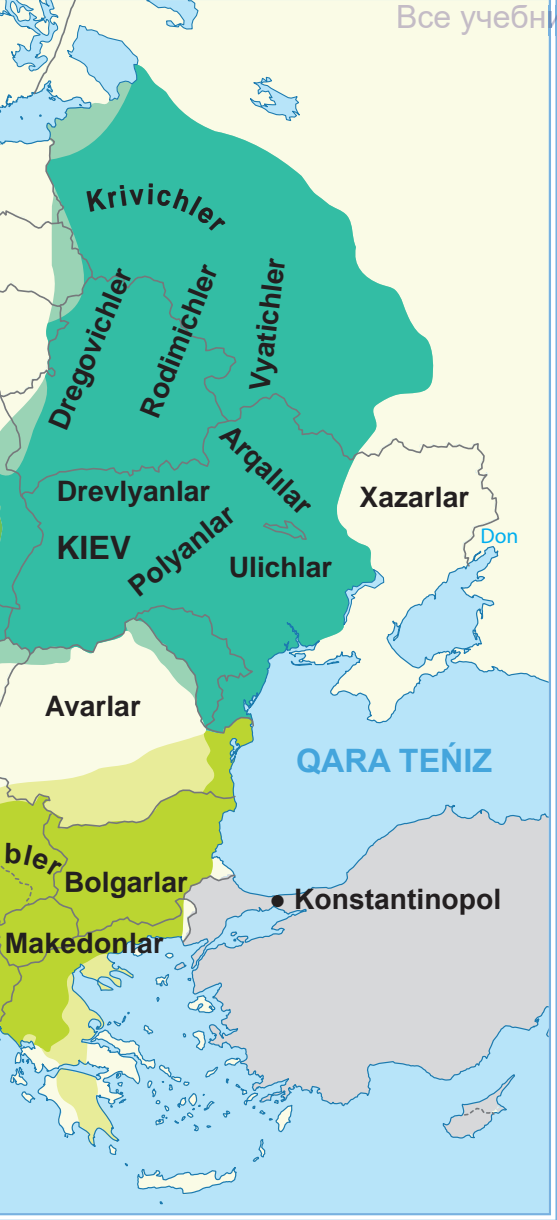 Все учебни
Krivichler
Dregovichler
Rodimichler
Vyatichler
Arqalılar
Drevlyanlar
Xazarlar
KIEV
Polyanlar
Ulichlar
Don
Avarlar
QARA TEŃIZ
bler
Bolgarlar
Konstantinopol
Makedonlar